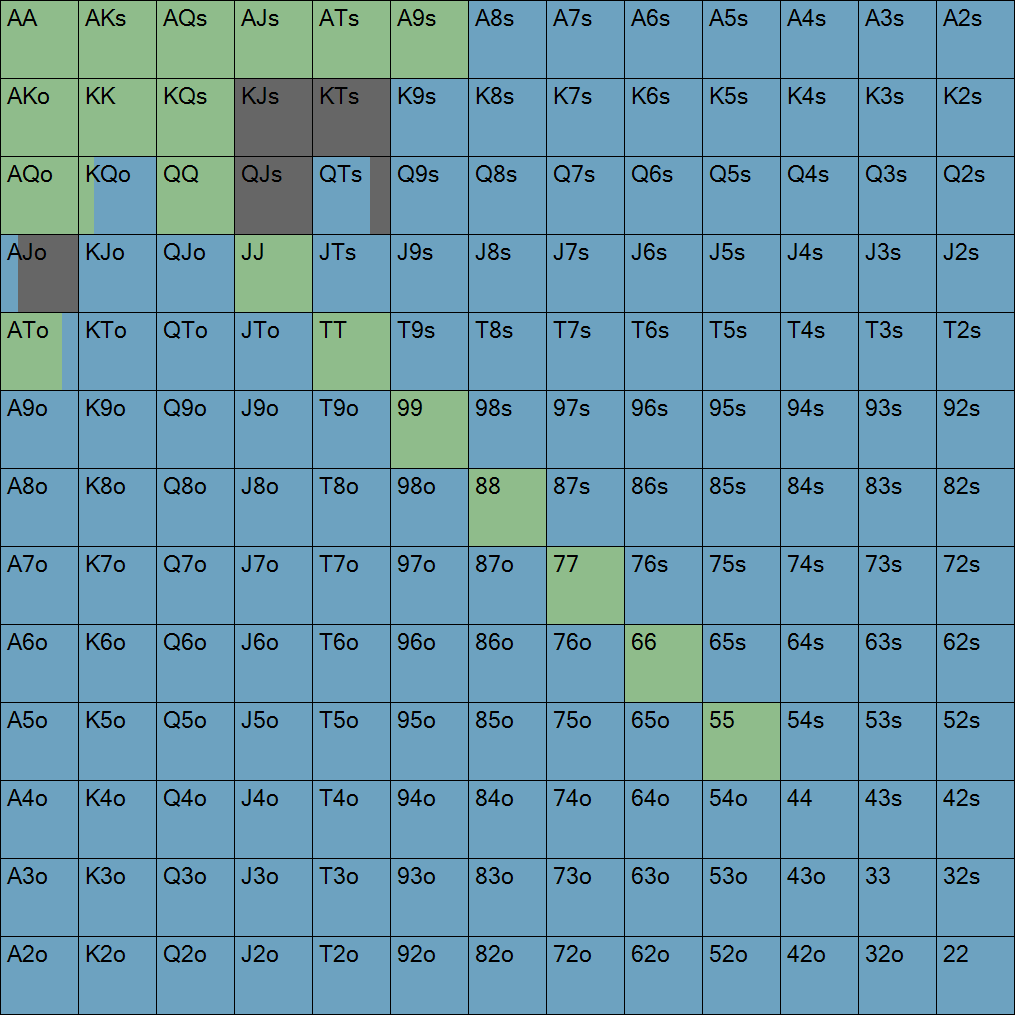 AA AKs AQs AJs ATs A9s A8s A7s A6s A5s A4s A3s A2s
AKo KK KQs KJs KTs K9s K8s K7s K6s K5s K4s K3s K2s
AQo KQo QQ QJs QTs Q9s Q8s Q7s Q6s Q5s Q4s Q3s Q2s
AJo KJo QJo JJ JTs J9s J8s J7s J6s J5s J4s J3s J2s
ATo KTo QTo JTo TT T9s T8s T7s T6s T5s T4s T3s T2s
A9o K9o Q9o J9o T9o 99 98s 97s 96s 95s 94s 93s 92s
A8o K8o Q8o J8o T8o 98o 88 87s 86s 85s 84s 83s 82s
A7o K7o Q7o J7o T7o 97o 87o 77 76s 75s 74s 73s 72s
A6o K6o Q6o J6o T6o 96o 86o 76o 66 65s 64s 63s 62s
A5o K5o Q5o J5o T5o 95o 85o 75o 65o 55 54s 53s 52s
A4o K4o Q4o J4o T4o 94o 84o 74o 64o 54o 44 43s 42s
A3o K3o Q3o J3o T3o 93o 83o 73o 63o 53o 43o 33 32s
A2o K2o Q2o J2o T2o 92o 82o 72o 62o 52o 42o 32o 22